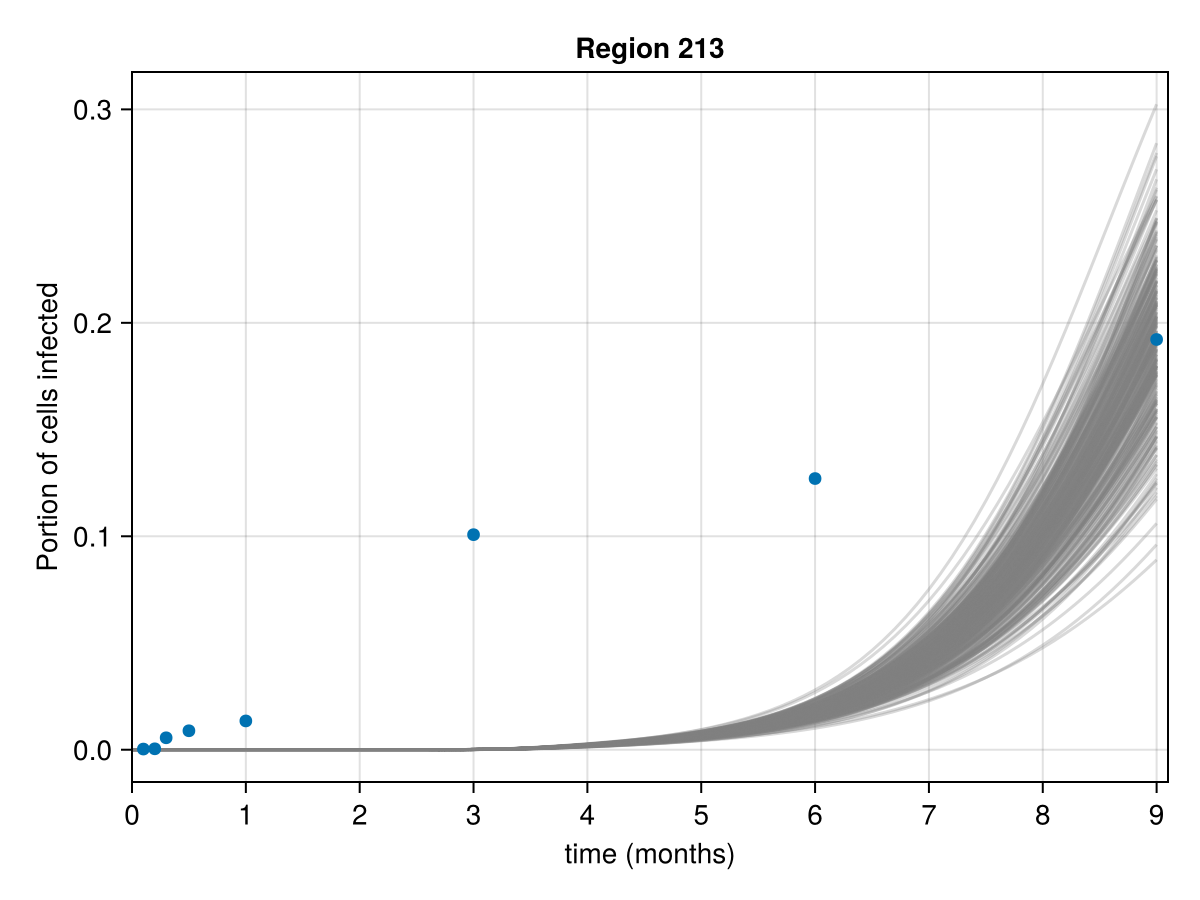 Region 213
Portion of cells infected
0.3
0.2
0.1
0.0
0 1 2 3 4 5 6 7 8 9
time (months)